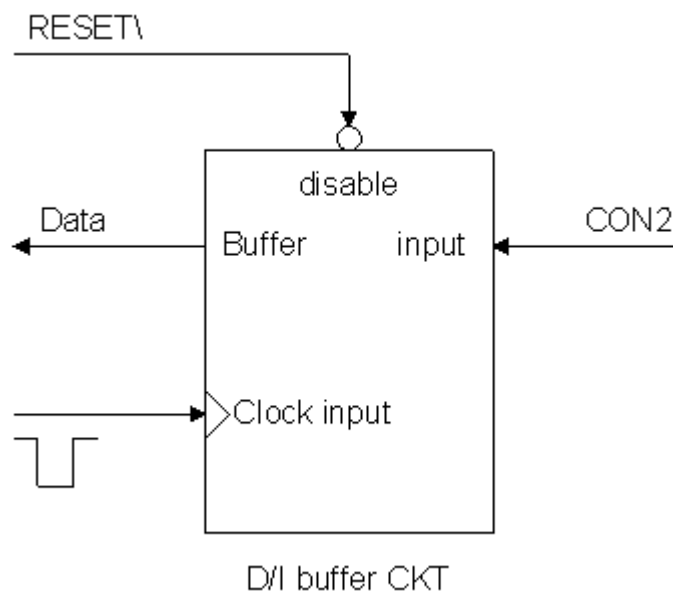 RESET\
disable
Data
Buffer
input
CON2
Clock input
D/I buffer CKT